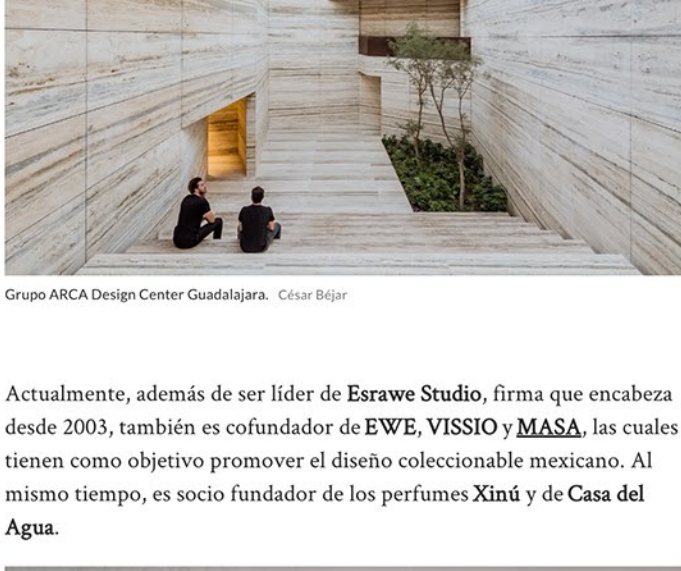 Grupo ARCA Design Center Guadalajara. César Béjar
Actualmente, además de ser líder de Esrawe Studio, firma que encabeza
desde 2003, también es cofundador de EWE, VISSIO y MASA, las cuales
tienen como objetivo promover el diseño coleccionable mexicano. Al
mismo tiempo, es socio fundador de los perfumes Xinú y de Casa del
Agua.